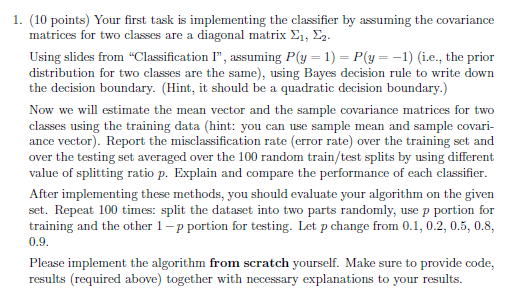 1. (10 points) Your first task is implementing the classifier by assuming the covariance
matrices for two classes are a diagonal matrix Σ₁, Σ₂.
Using slides from “Classification I”, assuming P(y = 1) = P(y = −1) (i.e., the prior
distribution for two classes are the same), using Bayes decision rule to write down
the decision boundary. (Hint, it should be a quadratic decision boundary.)
Now we will estimate the mean vector and the sample covariance matrices for two
classes using the training data (hint: you can use sample mean and sample covari-
ance vector). Report the misclassification rate (error rate) over the training set and
over the testing set averaged over the 100 random train/test splits by using different
value of splitting ratio p. Explain and compare the performance of each classifier.
After implementing these methods, you should evaluate your algorithm on the given
set. Repeat 100 times: split the dataset into two parts randomly, use p portion for
training and the other 1 − p portion for testing. Let p change from 0.1, 0.2, 0.5, 0.8,
0.9.
Please implement the algorithm from scratch yourself. Make sure to provide code,
results (required above) together with necessary explanations to your results.